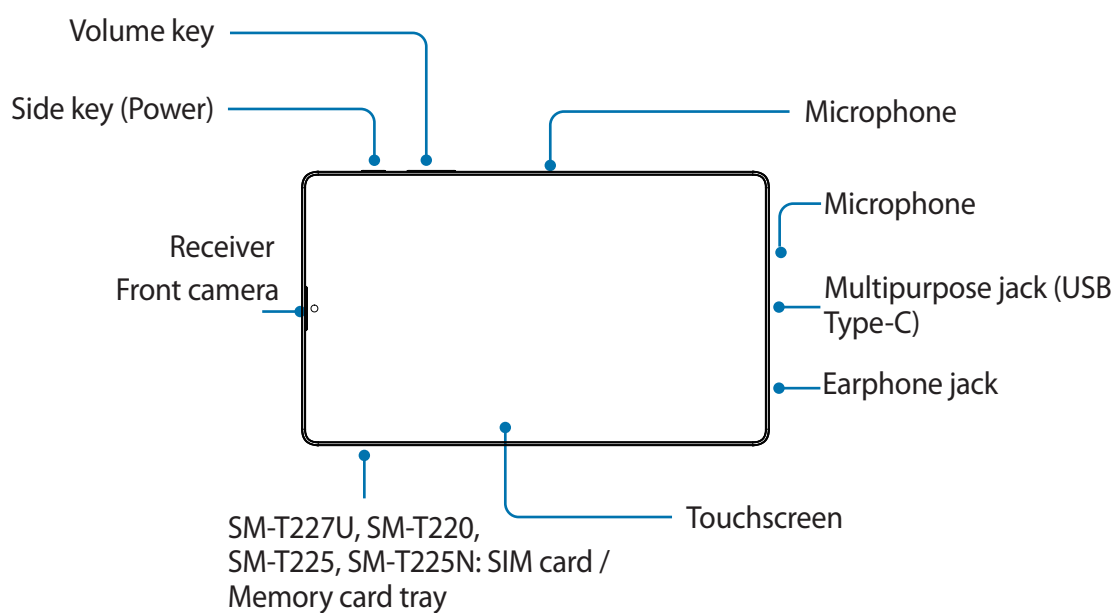 Volume key
Side key (Power)
Microphone
Microphone
Receiver
Front camera
Multipurpose jack (USB
Type-C)
Earphone jack
SM-T227U, SM-T220,
SM-T225, SM-T225N: SIM card /
Memory card tray
Touchscreen